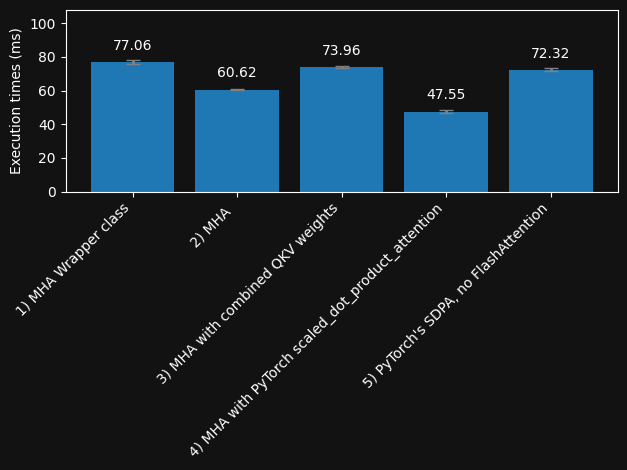 Execution times (ms)
100
80
60
40
20
0
77.06
60.62
73.96
47.55
72.32
1) MHA Wrapper class
2) MHA
3) MHA with combined QKV weights
4) MHA with PyTorch scaled_dot_product_attention
5) PyTorch's SDPA, no FlashAttention